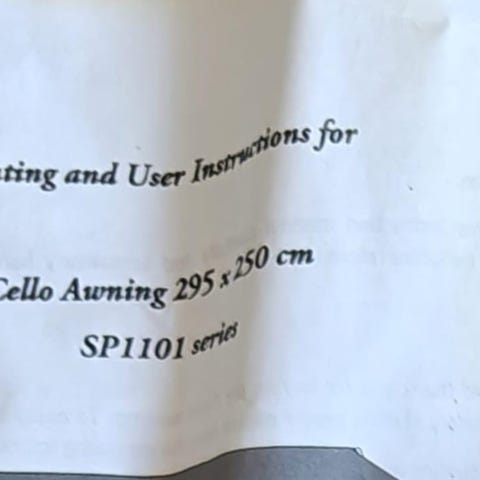 ting and User Instructions for
Cello Awning 295 x 250 cm
SP1101 series